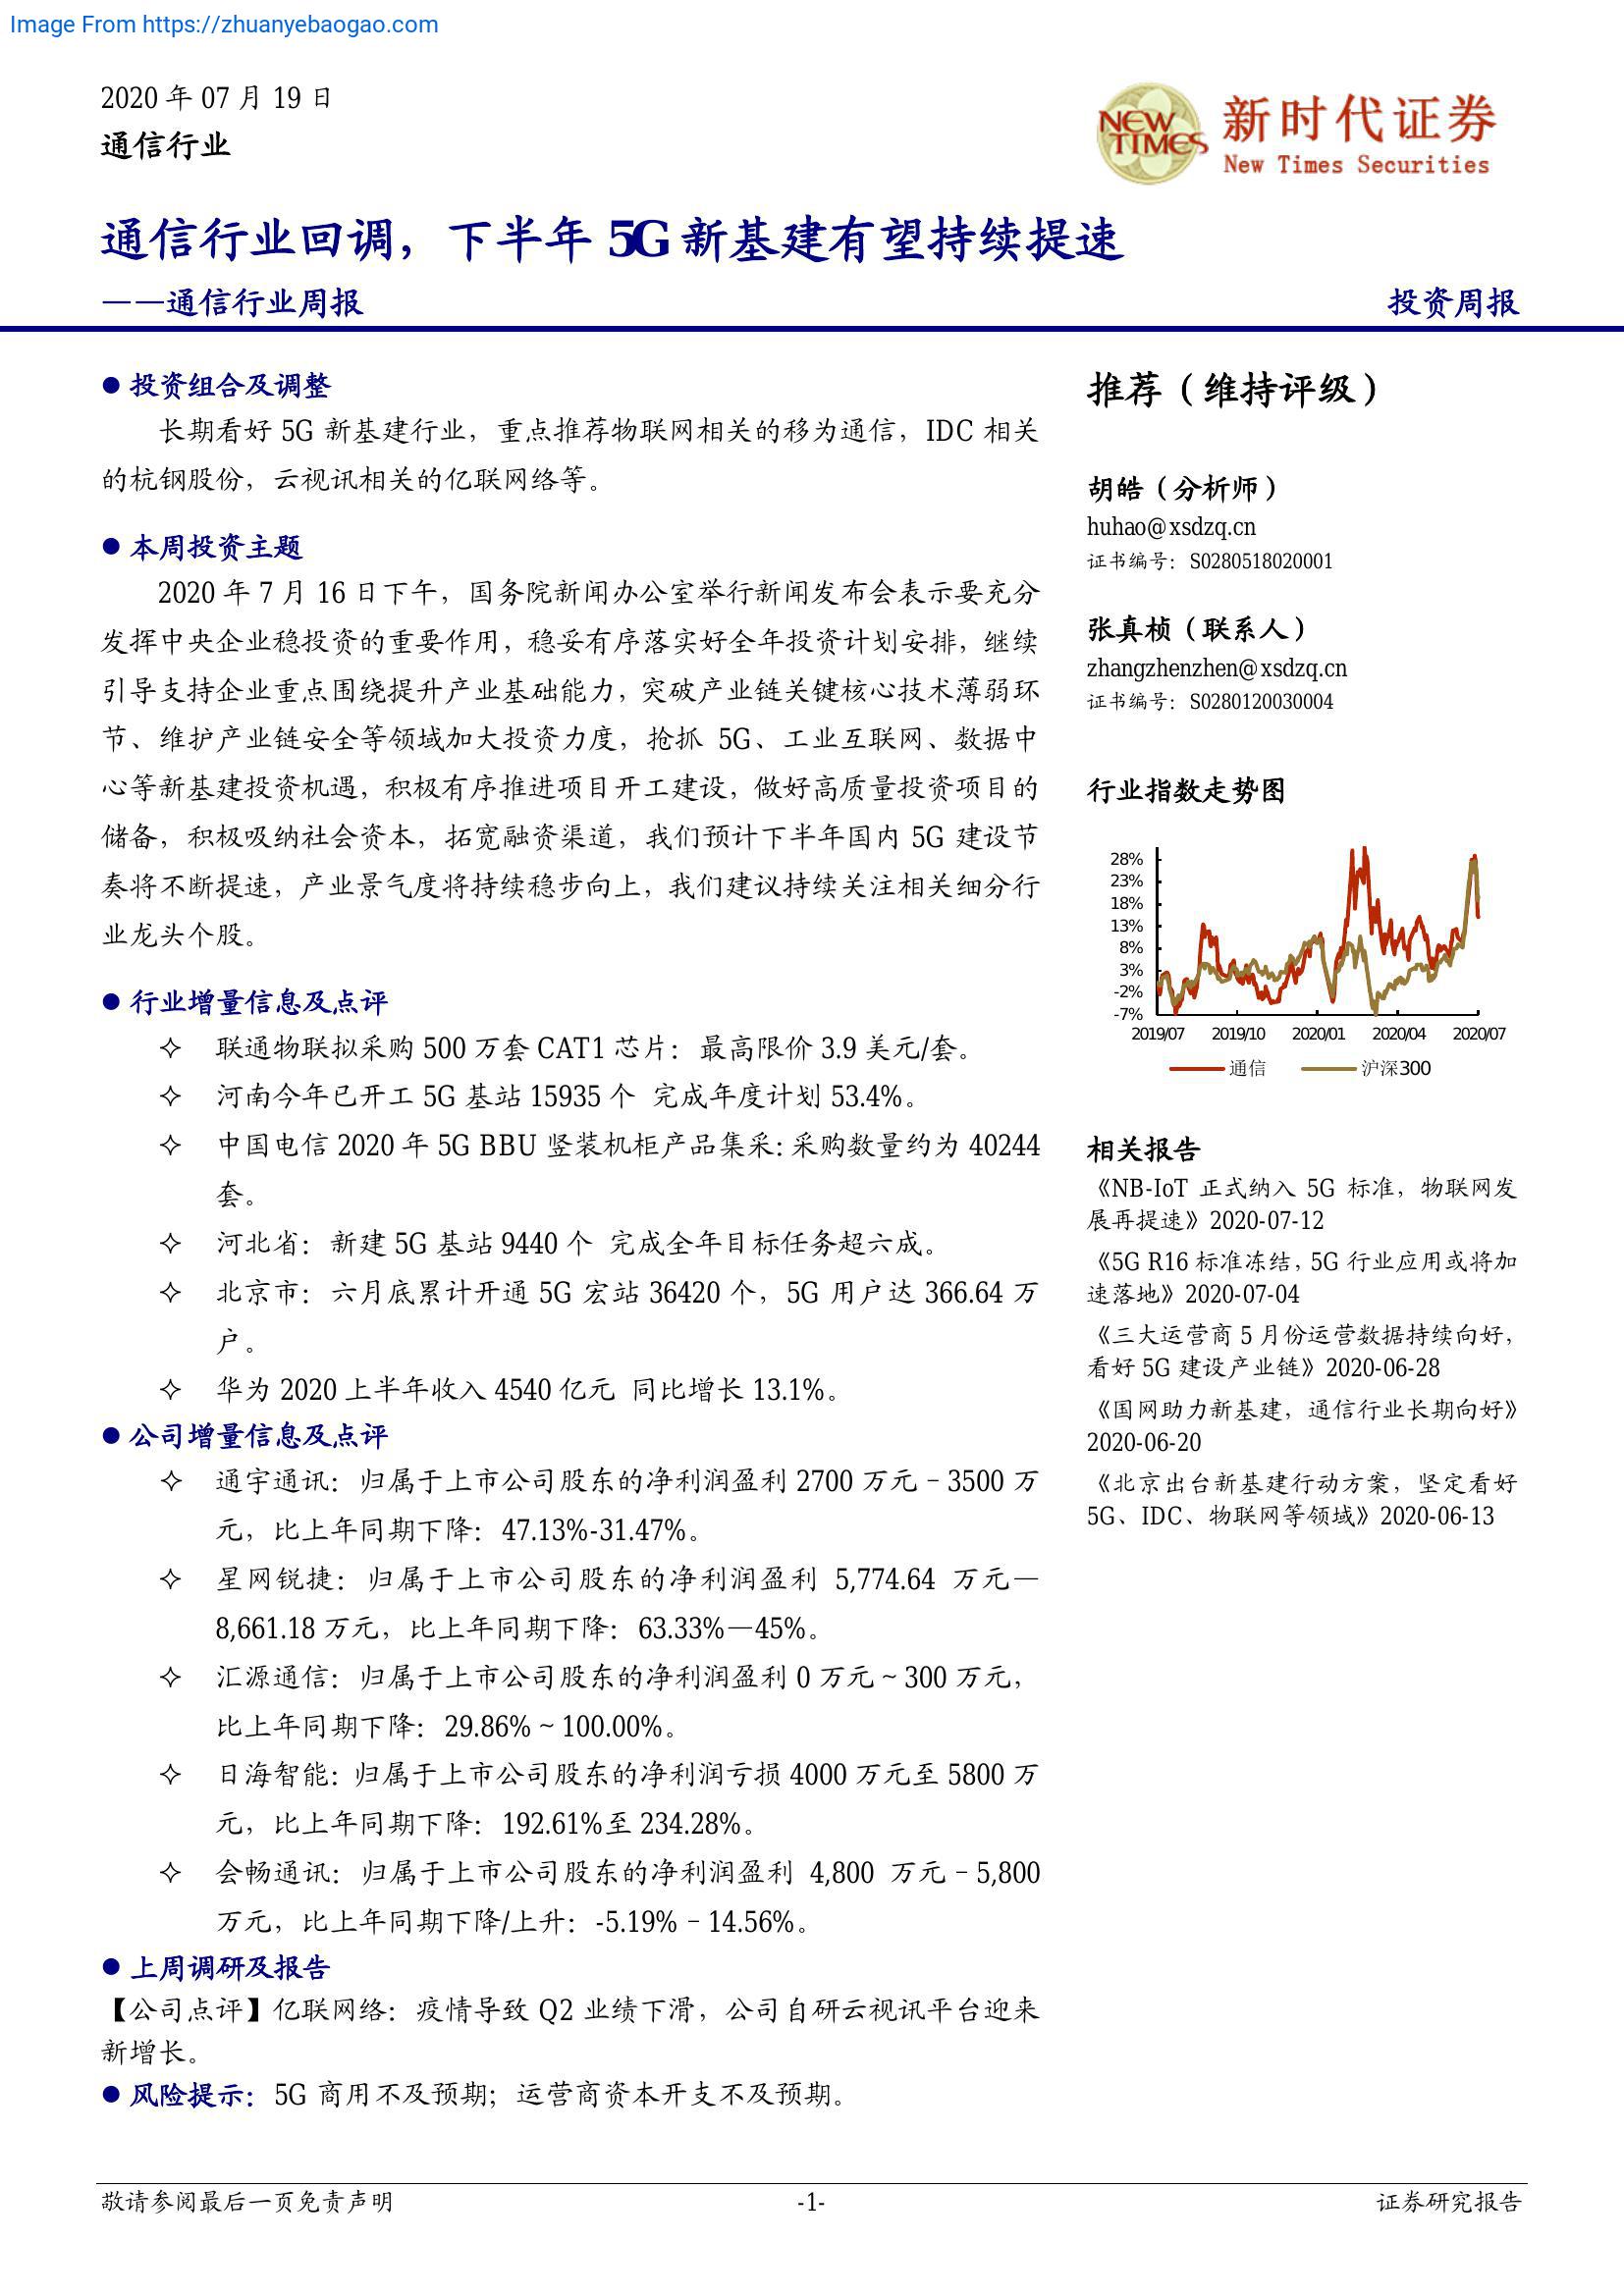 Image From https://zhuanyebaogao.com
2020 年 07 月 19 日
通信行业
NEW TIMES
新时代证券
New Times Securities
通信行业回调，下半年 5G 新基建有望持续提速
——通信行业周报
投资周报
● 投资组合及调整
长期看好 5G 新基建行业，重点推荐物联网相关的移为通信，IDC 相关
的杭钢股份，云视讯相关的亿联网络等。
● 本周投资主题
2020 年 7 月 16 日下午，国务院新闻办公室举行新闻发布会表示要充分
发挥中央企业稳投资的重要作用，稳妥有序落实好全年投资计划安排，继续
引导支持企业重点围绕提升产业基础能力，突破产业链关键核心技术薄弱环
节、维护产业链安全等领域加大投资力度，抢抓 5G、工业互联网、数据中
心等新基建投资机遇，积极有序推进项目开工建设，做好高质量投资项目的
储备，积极吸纳社会资本，拓宽融资渠道，我们预计下半年国内 5G 建设节
奏将不断提速，产业景气度将持续稳步向上，我们建议持续关注相关细分行
业龙头个股。
● 行业增量信息及点评
✧ 联通物联拟采购 500 万套 CAT1 芯片：最高限价 3.9 美元/套。
✧ 河南今年已开工 5G 基站 15935 个 完成年度计划 53.4%。
✧ 中国电信 2020 年 5G BBU 竖装机柜产品集采：采购数量约为 40244
套。
✧ 河北省：新建 5G 基站 9440 个 完成全年目标任务超六成。
✧ 北京市：六月底累计开通 5G 宏站 36420 个，5G 用户达 366.64 万
户。
✧ 华为 2020 上半年收入 4540 亿元 同比增长 13.1%。
● 公司增量信息及点评
✧ 通宇通讯：归属于上市公司股东的净利润盈利 2700 万元–3500 万
元，比上年同期下降：47.13%-31.47%。
✧ 星网锐捷：归属于上市公司股东的净利润盈利 5,774.64 万元—
8,661.18 万元，比上年同期下降：63.33%—45%。
✧ 汇源通信：归属于上市公司股东的净利润盈利 0 万元~300 万元，
比上年同期下降：29.86%~100.00%。
✧ 日海智能：归属于上市公司股东的净利润亏损 4000 万元至 5800 万
元，比上年同期下降：192.61%至 234.28%。
✧ 会畅通讯：归属于上市公司股东的净利润盈利 4,800 万元–5,800
万元，比上年同期下降/上升：-5.19%–14.56%。
● 上周调研及报告
【公司点评】亿联网络：疫情导致 Q2 业绩下滑，公司自研云视讯平台迎来
新增长。
● 风险提示：5G 商用不及预期；运营商资本开支不及预期。
推荐（维持评级）
胡皓（分析师）
huhao@xsdzq.cn
证书编号：S0280518020001
张真桢（联系人）
zhangzhenzhen@xsdzq.cn
证书编号：S0280120030004
行业指数走势图
28%
23%
18%
13%
8%
3%
-2%
-7%
2019/07 2019/10 2020/01 2020/04 2020/07
通信 沪深300
相关报告
《NB-IoT 正式纳入 5G 标准，物联网发
展再提速》2020-07-12
《5G R16 标准冻结，5G 行业应用或将加
速落地》2020-07-04
《三大运营商 5 月份运营数据持续向好，
看好 5G 建设产业链》2020-06-28
《国网助力新基建，通信行业长期向好》
2020-06-20
《北京出台新基建行动方案，坚定看好
5G、IDC、物联网等领域》2020-06-13
敬请参阅最后一页免责声明
-1-
证券研究报告